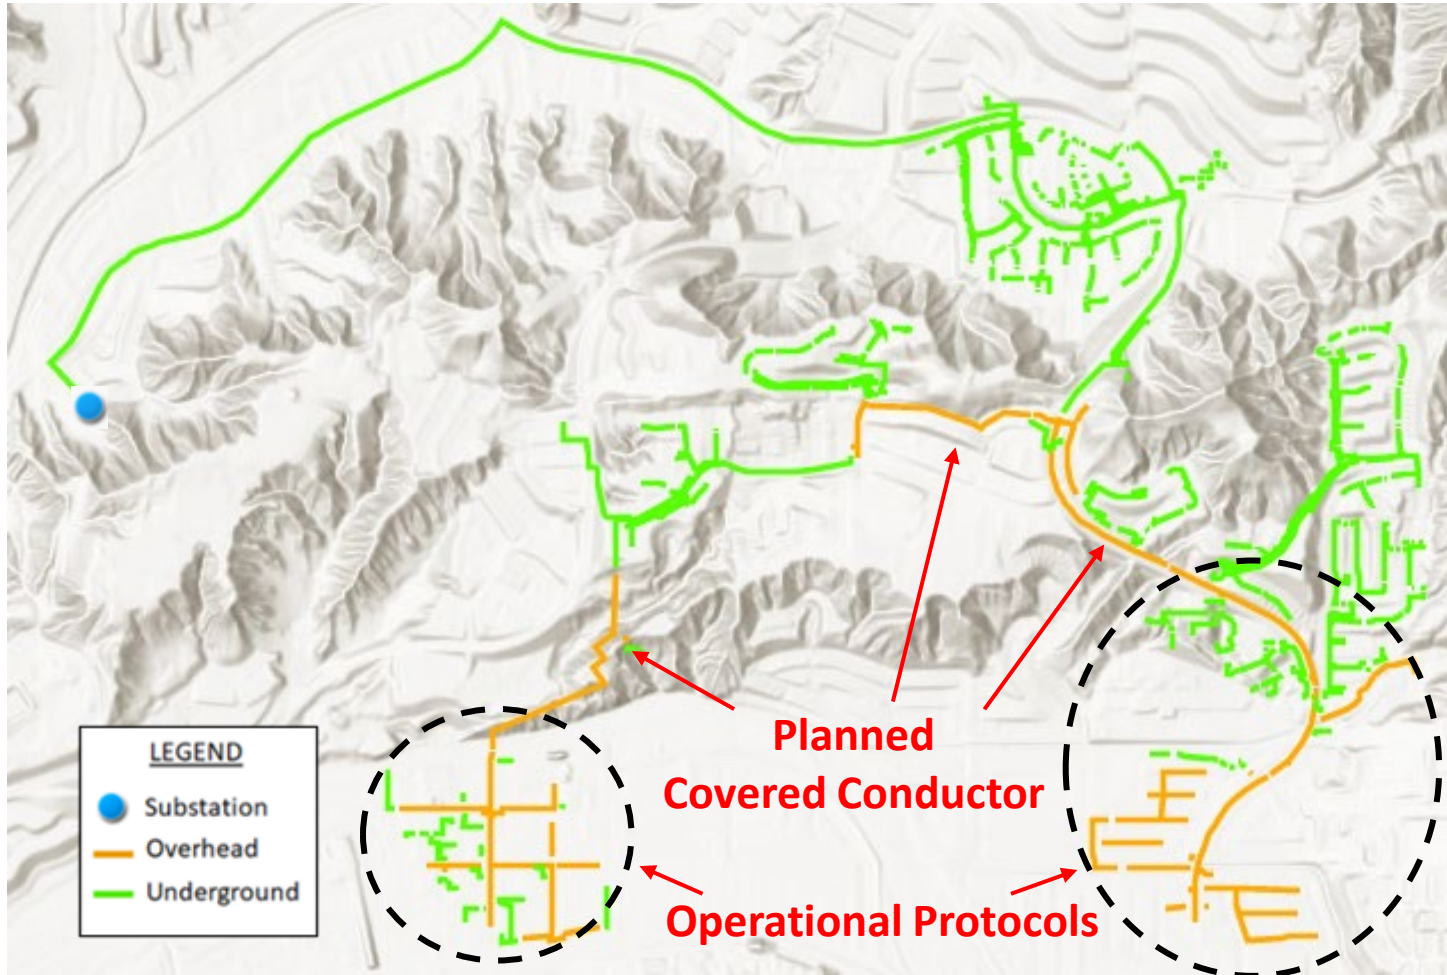 Planned
Covered Conductor
LEGEND
Substation
Overhead
Underground
Operational Protocols